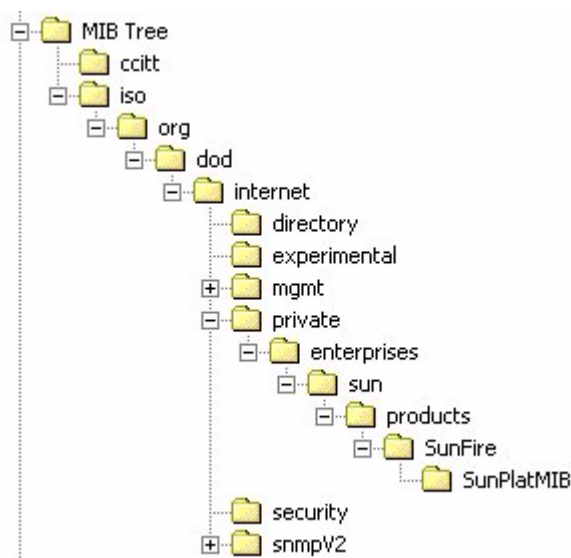 MIB Tree
ccitt
iso
org
dod
internet
directory
experimental
mgmt
private
enterprises
sun
products
SunFire
SunPlatMIB
security
snmpV2